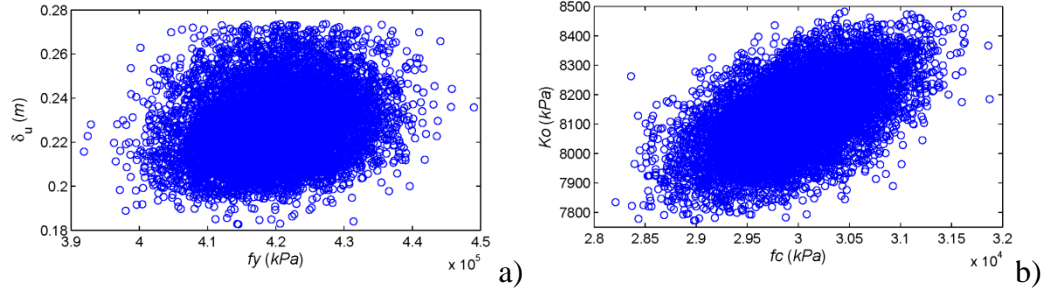 0.28
0.26
0.24
0.22
0.2
0.18
δu (m)
3.9 4 4.1 4.2 4.3 4.4 4.5
fy (kPa)
x 10^5
a)
8500
8400
8300
8200
8100
8000
7900
7800
Ko (kPa)
2.8 2.85 2.9 2.95 3 3.05 3.1 3.15 3.2
fc (kPa)
x 10^4
b)